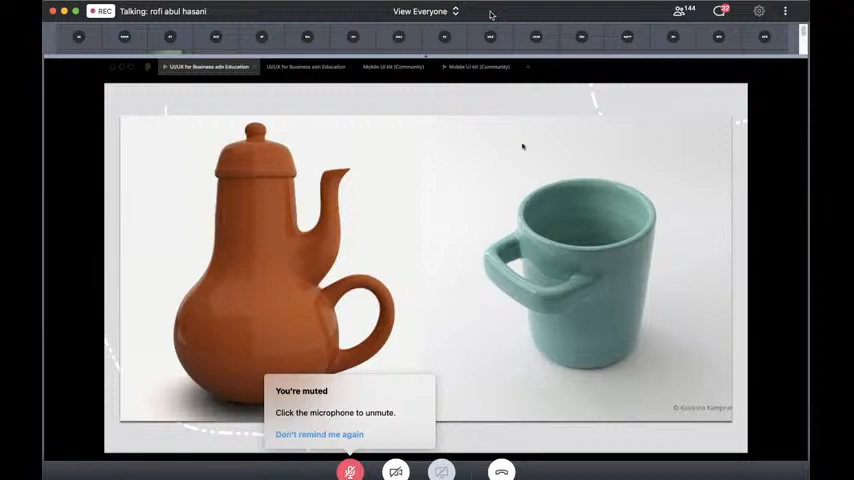 REC
Talking: rofi abul hasani
View Everyone
144
UI/UX for Business adn Education
UI/UX for Business adn Education
Mobile UI kit (Community)
Mobile UI kit (Community)
You're muted
Click the microphone to unmute.
Don't remind me again